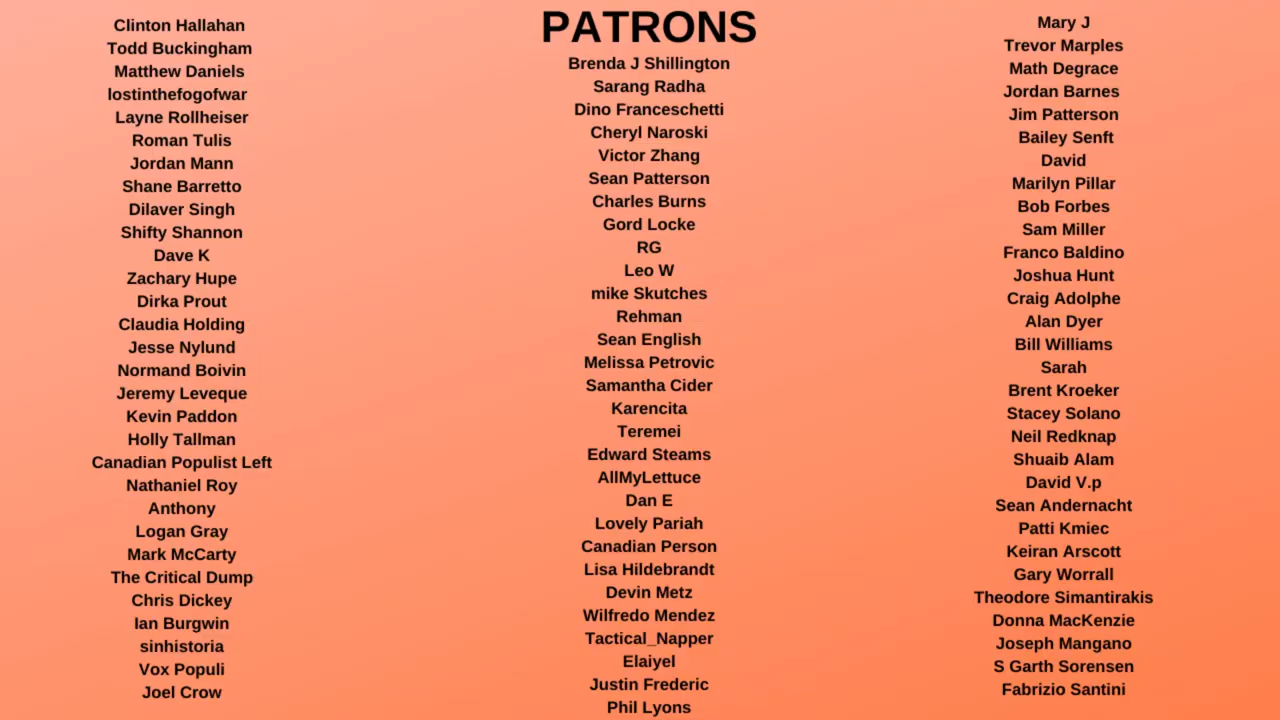 PATRONS
Clinton Hallahan
Todd Buckingham
Matthew Daniels
lostinthefogofwar
Layne Rollheiser
Roman Tulis
Jordan Mann
Shane Barretto
Dilaver Singh
Shifty Shannon
Dave K
Zachary Hupe
Dirka Prout
Claudia Holding
Jesse Nylund
Normand Boivin
Jeremy Leveque
Kevin Paddon
Holly Tallman
Canadian Populist Left
Nathaniel Roy
Anthony
Logan Gray
Mark McCarty
The Critical Dump
Chris Dickey
Ian Burgwin
sinhistoria
Vox Populi
Joel Crow
Brenda J Shillington
Sarang Radha
Dino Franceschetti
Cheryl Naroski
Victor Zhang
Sean Patterson
Charles Burns
Gord Locke
RG
Leo W
mike Skutches
Rehman
Sean English
Melissa Petrovic
Samantha Cider
Karencita
Teremei
Edward Steams
AllMyLettuce
Dan E
Lovely Pariah
Canadian Person
Lisa Hildebrandt
Devin Metz
Wilfredo Mendez
Tactical_Napper
Elaiyel
Justin Frederic
Phil Lyons
Mary J
Trevor Marples
Math Degrace
Jordan Barnes
Jim Patterson
Bailey Senft
David
Marilyn Pillar
Bob Forbes
Sam Miller
Franco Baldino
Joshua Hunt
Craig Adolphe
Alan Dyer
Bill Williams
Sarah
Brent Kroeker
Stacey Solano
Neil Redknap
Shuaib Alam
David V.p
Sean Andernacht
Patti Kmiec
Keiran Arscott
Gary Worrall
Theodore Simantirakis
Donna MacKenzie
Joseph Mangano
S Garth Sorensen
Fabrizio Santini